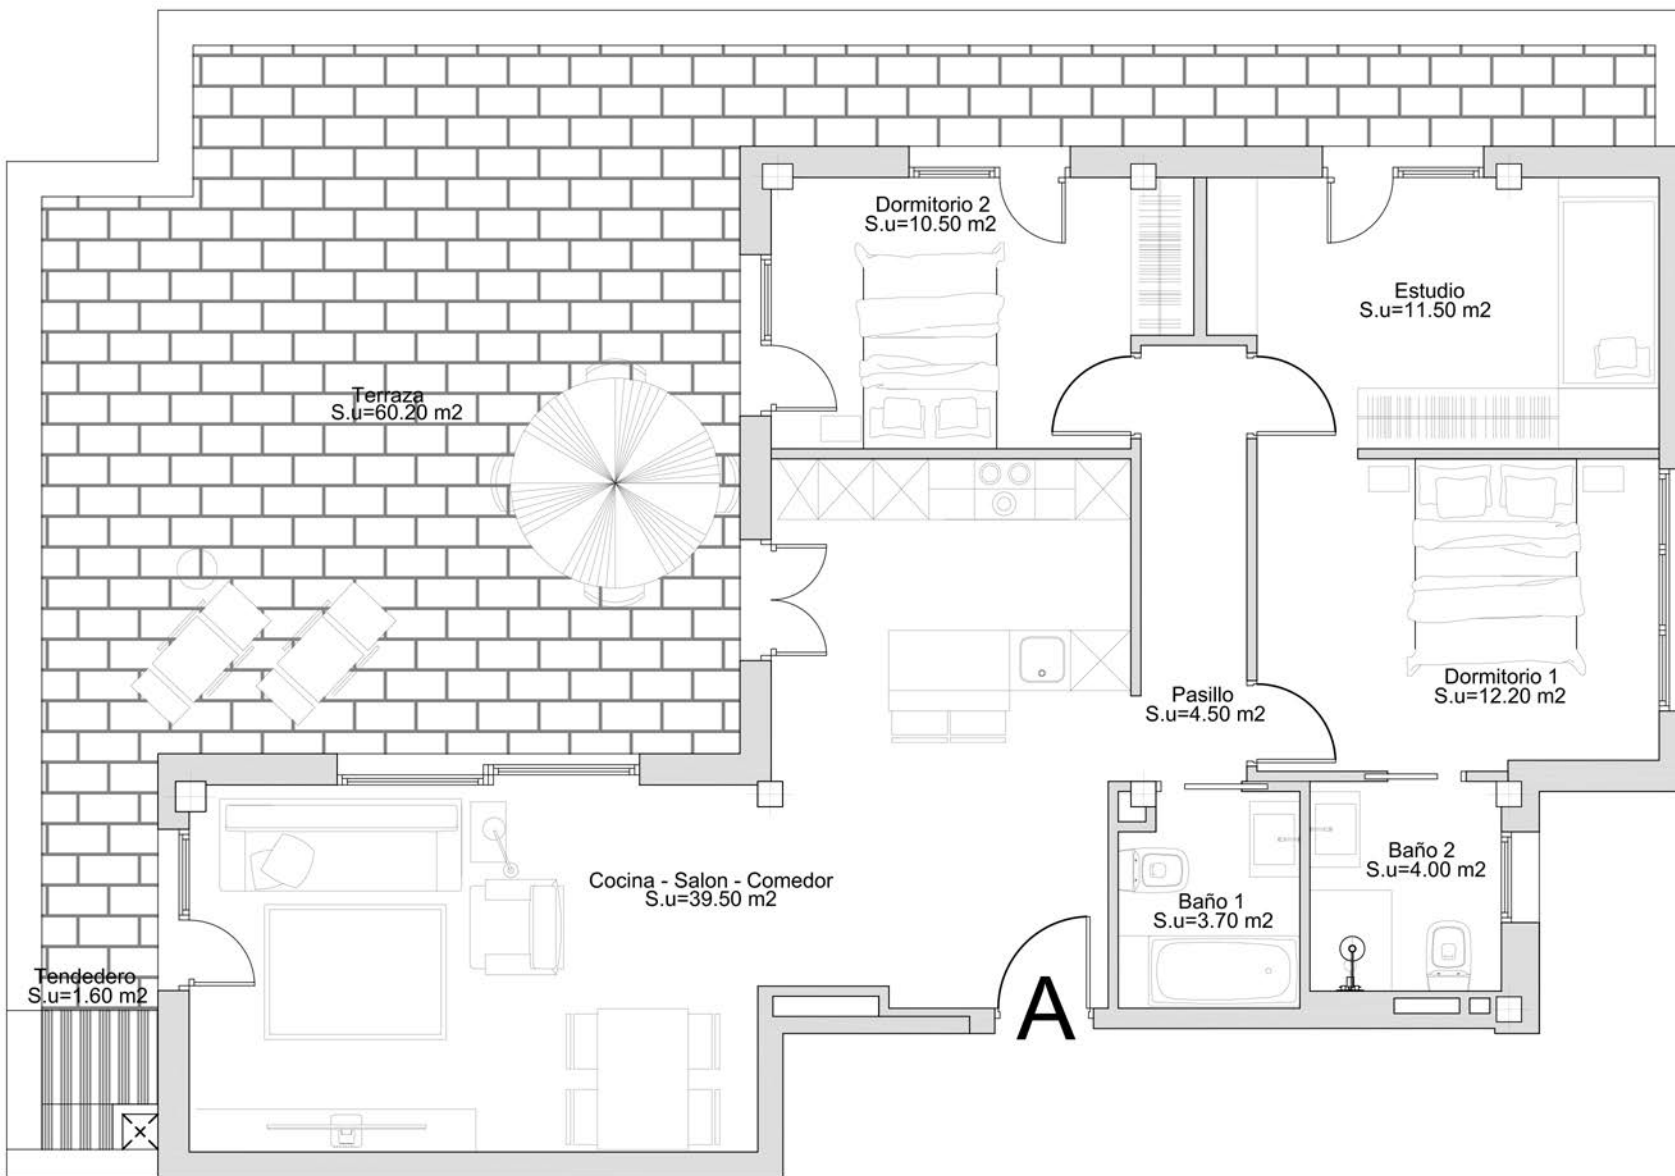 Dormitorio 2
S.u=10.50 m2
Estudio
S.u=11.50 m2
Terraza
S.u=60.20 m2
Dormitorio 1
S.u=12.20 m2
Pasillo
S.u=4.50 m2
Cocina - Salon - Comedor
S.u=39.50 m2
Baño 2
S.u=4.00 m2
Baño 1
S.u=3.70 m2
Tendedero
S.u=1.60 m2
A